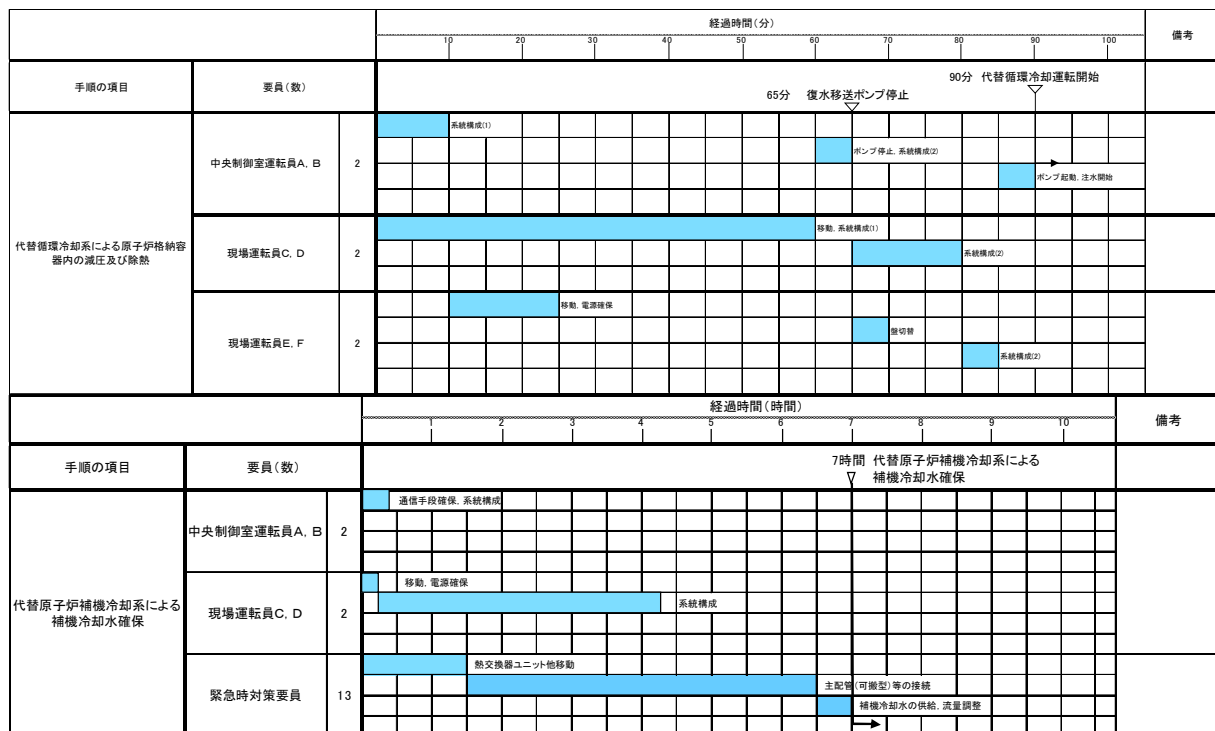 経過時間（分）
備考
10 20 30 40 50 60 70 80 90 100
手順の項目
要員（数）
90分 代替循環冷却運転開始
65分 復水移送ポンプ停止
代替循環冷却系による原子炉格納容
器内の減圧及び除熱
中央制御室運転員A, B
2
系統構成(1)
ポンプ停止, 系統構成(2)
ポンプ起動, 注水開始
現場運転員C, D
2
移動, 系統構成(1)
系統構成(2)
現場運転員E, F
2
移動, 電源確保
盤切替
系統構成(2)
経過時間（時間）
備考
1 2 3 4 5 6 7 8 9 10
手順の項目
要員（数）
7時間 代替原子炉補機冷却系による
補機冷却水確保
代替原子炉補機冷却系による
補機冷却水確保
中央制御室運転員A, B
2
通信手段確保, 系統構成
現場運転員C, D
2
移動, 電源確保
系統構成
緊急時対策要員
13
熱交換器ユニット他移動
主配管（可搬型）等の接続
補機冷却水の供給, 流量調整